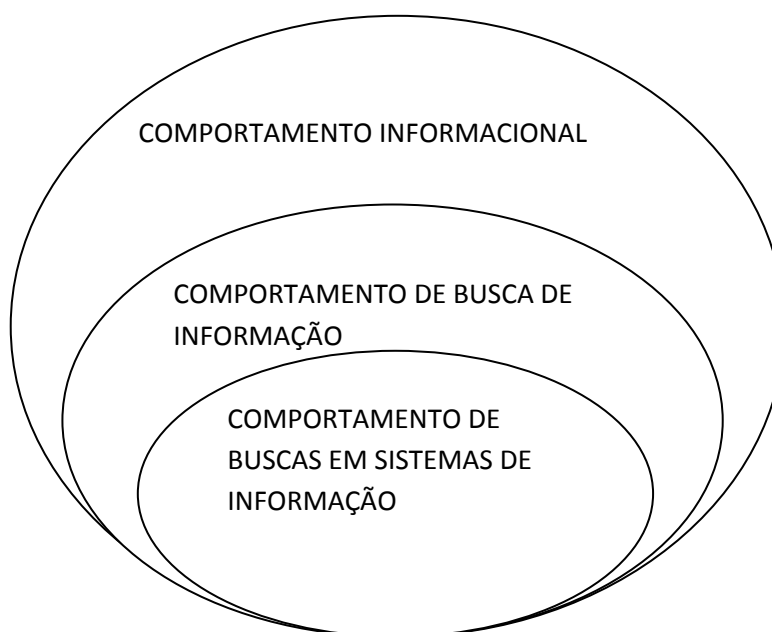 COMPORTAMENTO INFORMACIONAL
COMPORTAMENTO DE BUSCA DE
INFORMAÇÃO
COMPORTAMENTO DE
BUSCAS EM SISTEMAS DE
INFORMAÇÃO